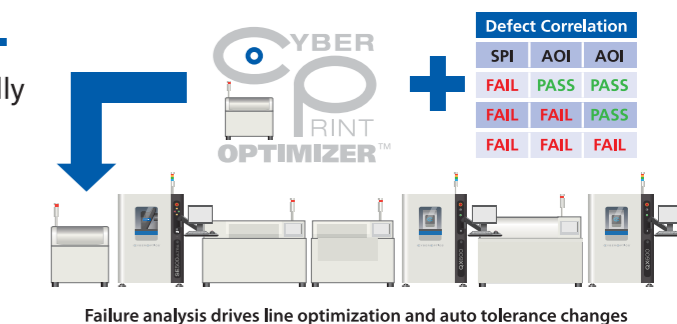 lly
CYBER
PRINT
OPTIMIZER™
Defect Correlation
SPI AOI AOI
FAIL PASS PASS
FAIL FAIL PASS
FAIL FAIL FAIL
Failure analysis drives line optimization and auto tolerance changes